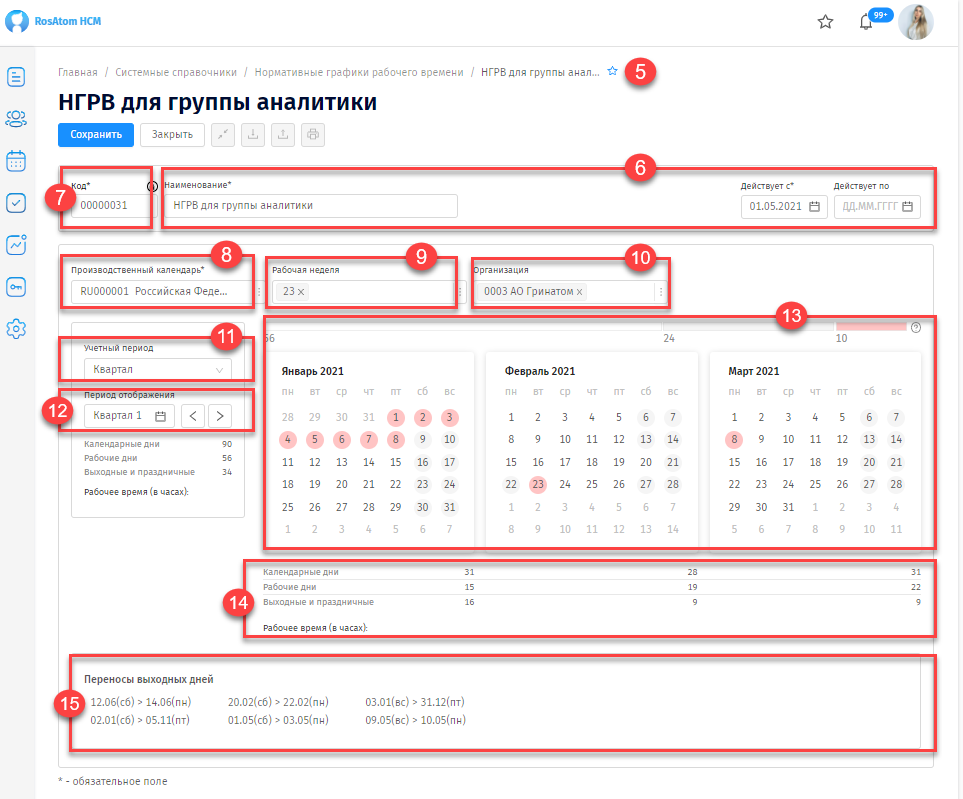 RosAtom HCM
99+
Главная / Системные справочники / Нормативные графики рабочего времени / НГРВ для группы анал...
5
НГРВ для группы аналитики
Сохранить Закрыть
6
7
Код* Наименование* Действует с* Действует по
00000031 НГРВ для группы аналитики 01.05.2021 ДД.ММ.ГГГГ
8 9 10
Производственный календарь* Рабочая неделя Организация
RU000001 Российская Феде... 23 × 0003 АО Гринатом ×
11 13
56 24 10
Учетный период
Квартал
12
Период отображения
Квартал 1
Календарные дни 90
Рабочие дни 56
Выходные и праздничные 34
Рабочее время (в часах):
Январь 2021
пн вт ср чт пт сб вс
28 29 30 31 1 2 3
4 5 6 7 8 9 10
11 12 13 14 15 16 17
18 19 20 21 22 23 24
25 26 27 28 29 30 31
1 2 3 4 5 6 7
Февраль 2021
пн вт ср чт пт сб вс
1 2 3 4 5 6 7
8 9 10 11 12 13 14
15 16 17 18 19 20 21
22 23 24 25 26 27 28
1 2 3 4 5 6 7
8 9 10 11 12 13 14
Март 2021
пн вт ср чт пт сб вс
1 2 3 4 5 6 7
8 9 10 11 12 13 14
15 16 17 18 19 20 21
22 23 24 25 26 27 28
29 30 31 1 2 3 4
5 6 7 8 9 10 11
14
Календарные дни 31 28 31
Рабочие дни 15 19 22
Выходные и праздничные 16 9 9
Рабочее время (в часах):
15
Переносы выходных дней
12.06(сб) > 14.06(пн) 20.02(сб) > 22.02(пн) 03.01(вс) > 31.12(пт)
02.01(сб) > 05.11(пт) 01.05(сб) > 03.05(пн) 09.05(вс) > 10.05(пн)
* - обязательное поле